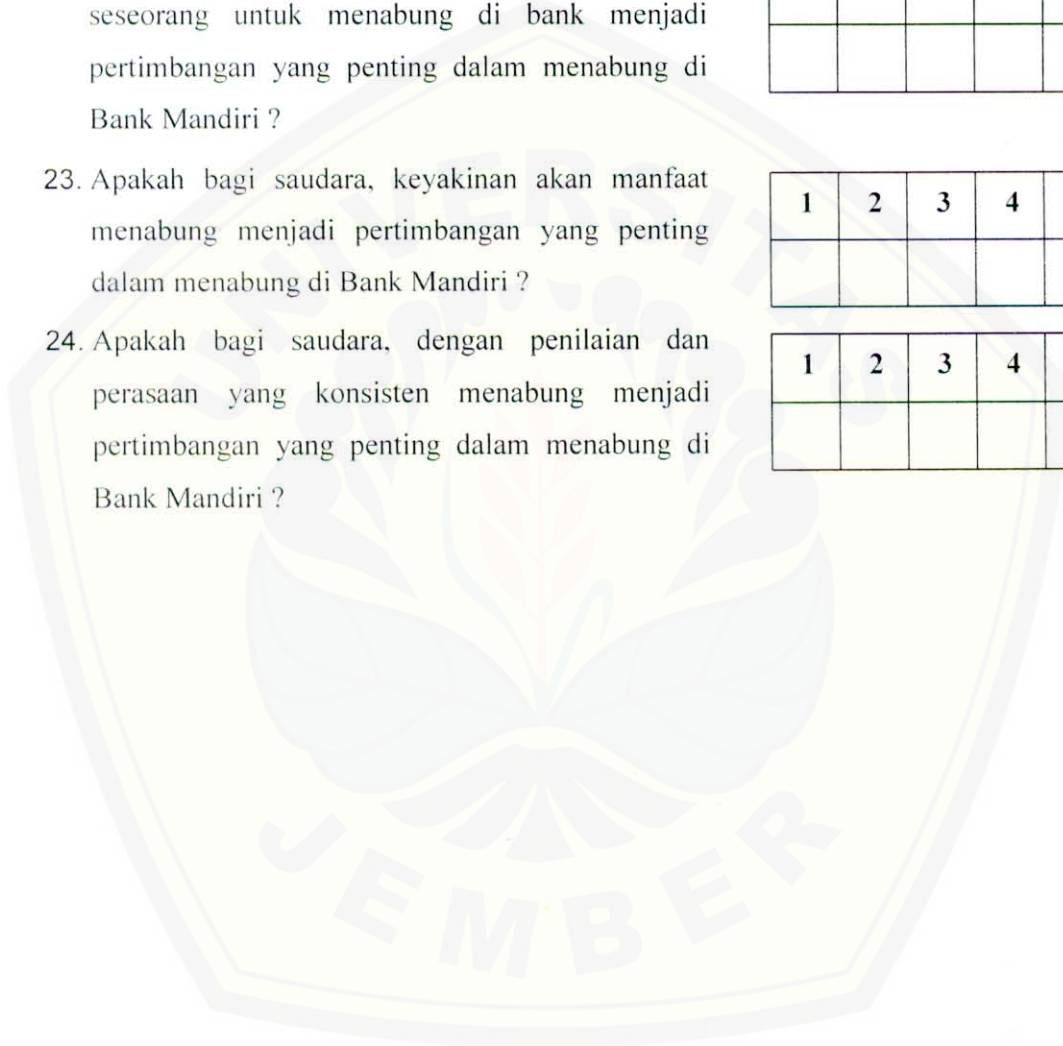 seseorang untuk menabung di bank menjadi
pertimbangan yang penting dalam menabung di
Bank Mandiri ?
23. Apakah bagi saudara, keyakinan akan manfaat
menabung menjadi pertimbangan yang penting
dalam menabung di Bank Mandiri ?
1 2 3 4
24. Apakah bagi saudara, dengan penilaian dan
perasaan yang konsisten menabung menjadi
pertimbangan yang penting dalam menabung di
Bank Mandiri ?
1 2 3 4
UNIVERSITAS
JEMBER